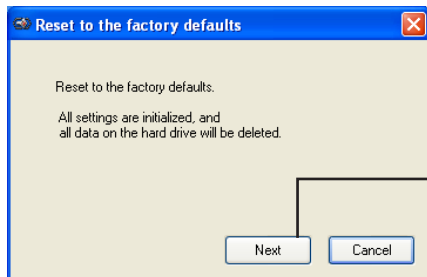 Reset to the factory defaults
Reset to the factory defaults.
All settings are initialized, and
all data on the hard drive will be deleted.
Next
Cancel